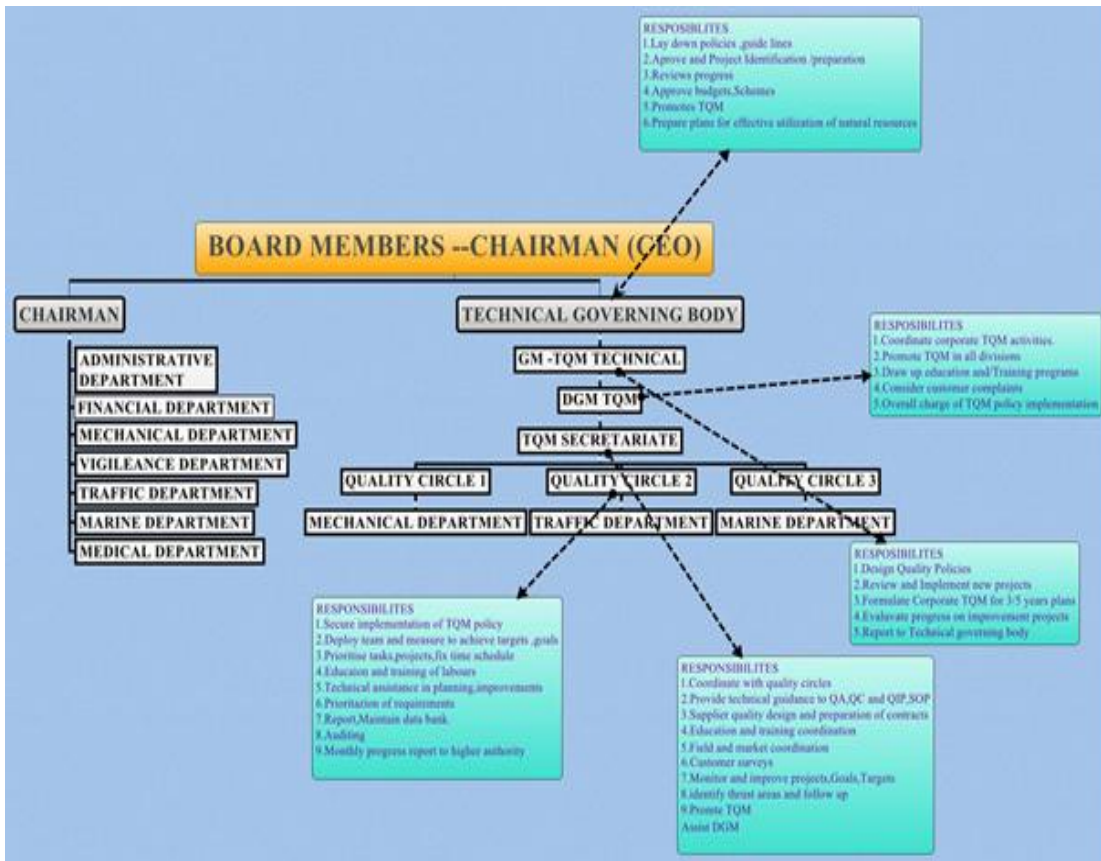 RESPOSIBLITES
1.Lay down policies ,guide lines
2.Aprove and Project Identification /preparation
3.Reviews progress
4.Approve budgets,Schemes
5.Promotes TQM
6.Prepare plans for effective utilization of natural resources
BOARD MEMBERS --CHAIRMAN (CEO)
CHAIRMAN
ADMINISTRATIVE
DEPARTMENT
FINANCIAL DEPARTMENT
MECHANICAL DEPARTMENT
VIGILEANCE DEPARTMENT
TRAFFIC DEPARTMENT
MARINE DEPARTMENT
MEDICAL DEPARTMENT
TECHNICAL GOVERNING BODY
GM -TQM TECHNICAL
DGM TQM
TQM SECRETARIATE
QUALITY CIRCLE 1
QUALITY CIRCLE 2
QUALITY CIRCLE 3
MECHANICAL DEPARTMENT
TRAFFIC DEPARTMENT
MARINE DEPARTMENT
RESPOSIBILITES
1.Coordinate corporate TQM activities.
2.Promote TQM in all divisions
3.Draw up education and/Training programs
4.Consider customer complaints
5.Overall charge of TQM policy implementation
RESPOSIBILITES
1.Design Quality Policies
2.Review and Implement new projects
3.Formulate Corporate TQM for 3/5 years plans
4.Evaluvate progress on improvement projects
5.Report to Technical governing body
RESPONSIBILITES
1.Secure implementation of TQM policy
2.Deploy team and measure to achieve targets ,goals
3.Prioritise tasks,projects,fix time schedule
4.Educaion and training of labours
5.Technical assistance in planning,improvements
6.Prioritazion of requirements
7.Report,Maintain data bank.
8.Auditing
9.Monthly progress report to higher authority
RESPONSIBILITES
1.Coordinate with quality circles
2.Provide technical guidance to QA,QC and QIP,SOP
3.Supplier quality design and preparation of contracts
4.Education and training coordination
5.Field and market coordination
6.Customer surveys
7.Monitor and improve projects,Goals,Targets
8.identify thrust areas and follow up
9.Promte TQM
Assist DGM